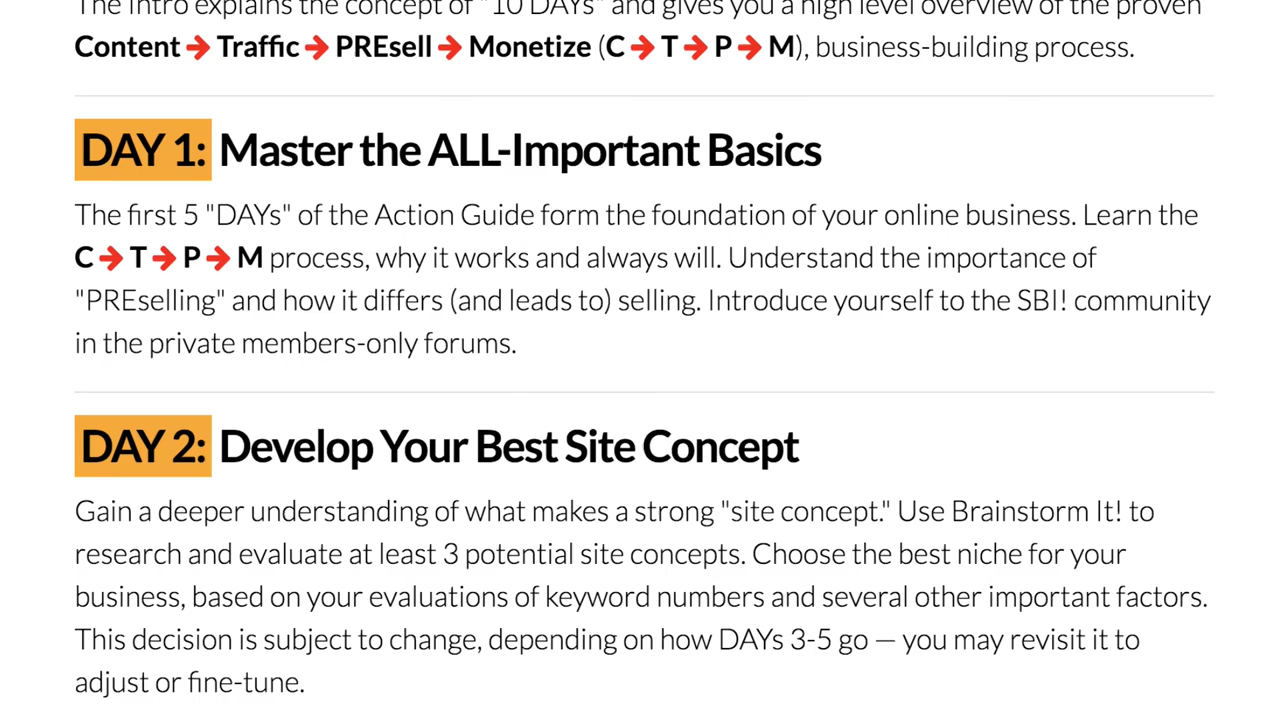 The Intro explains the concept of "10 DAYs" and gives you a high level overview of the proven
Content ➔ Traffic ➔ PREsell ➔ Monetize (C ➔ T ➔ P ➔ M), business-building process.
DAY 1: Master the ALL-Important Basics
The first 5 "DAYs" of the Action Guide form the foundation of your online business. Learn the
C ➔ T ➔ P ➔ M process, why it works and always will. Understand the importance of
"PREselling" and how it differs (and leads to) selling. Introduce yourself to the SBI! community
in the private members-only forums.
DAY 2: Develop Your Best Site Concept
Gain a deeper understanding of what makes a strong "site concept." Use Brainstorm It! to
research and evaluate at least 3 potential site concepts. Choose the best niche for your
business, based on your evaluations of keyword numbers and several other important factors.
This decision is subject to change, depending on how DAYs 3-5 go — you may revisit it to
adjust or fine-tune.